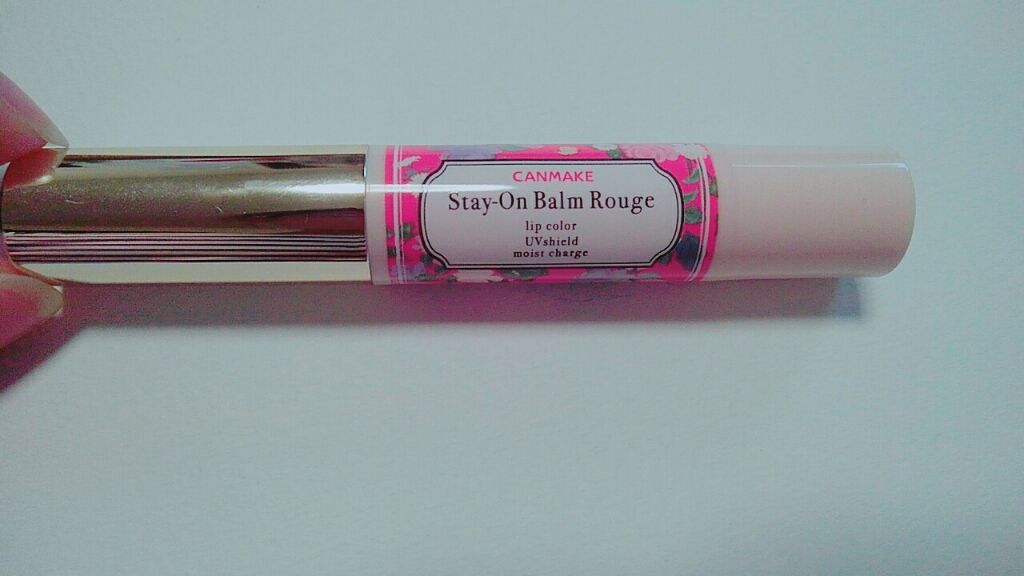 CANMAKE
Stay-On Balm Rouge
lip color
UVshield
moist charge